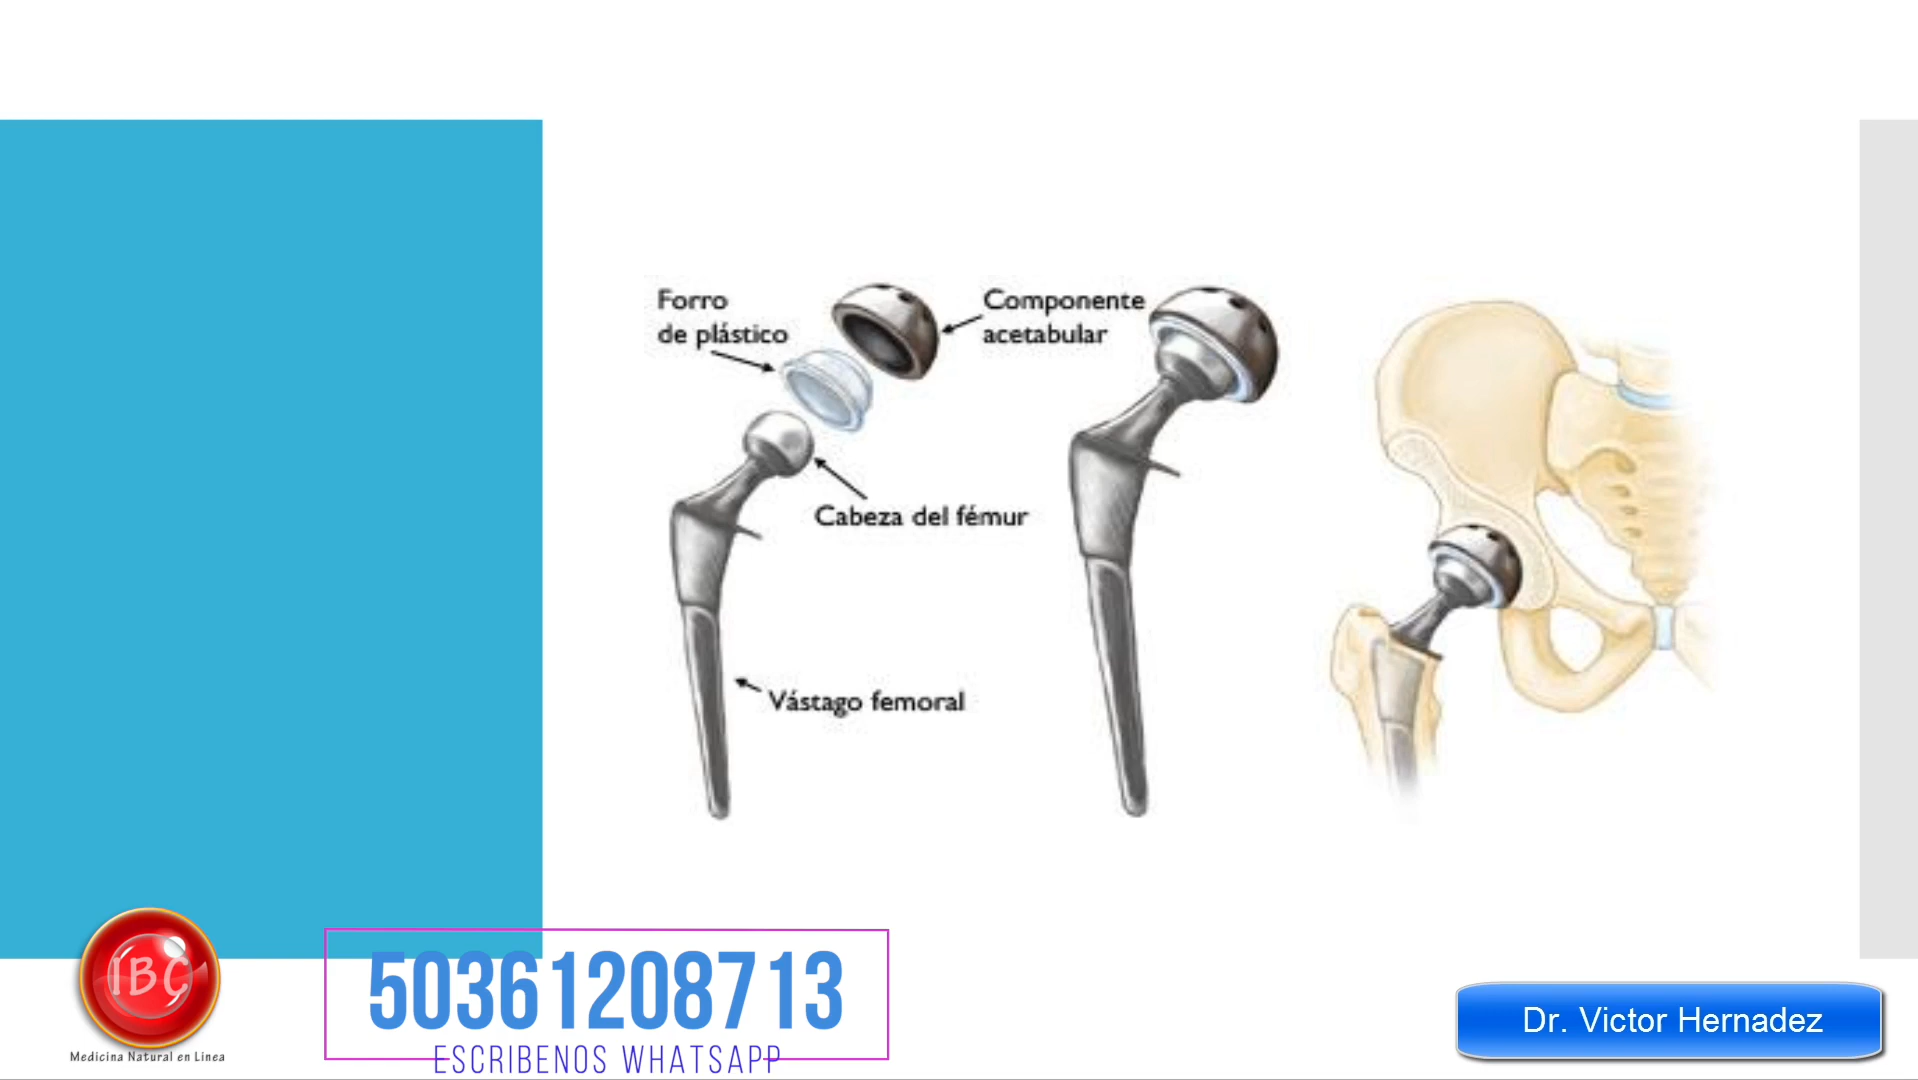 Forro
de plástico
Componente
acetabular
Cabeza del fémur
Vástago femoral
IBC
Medicina Natural en Linea
50361208713
ESCRIBENOS WHATSAPP
Dr. Victor Hernadez